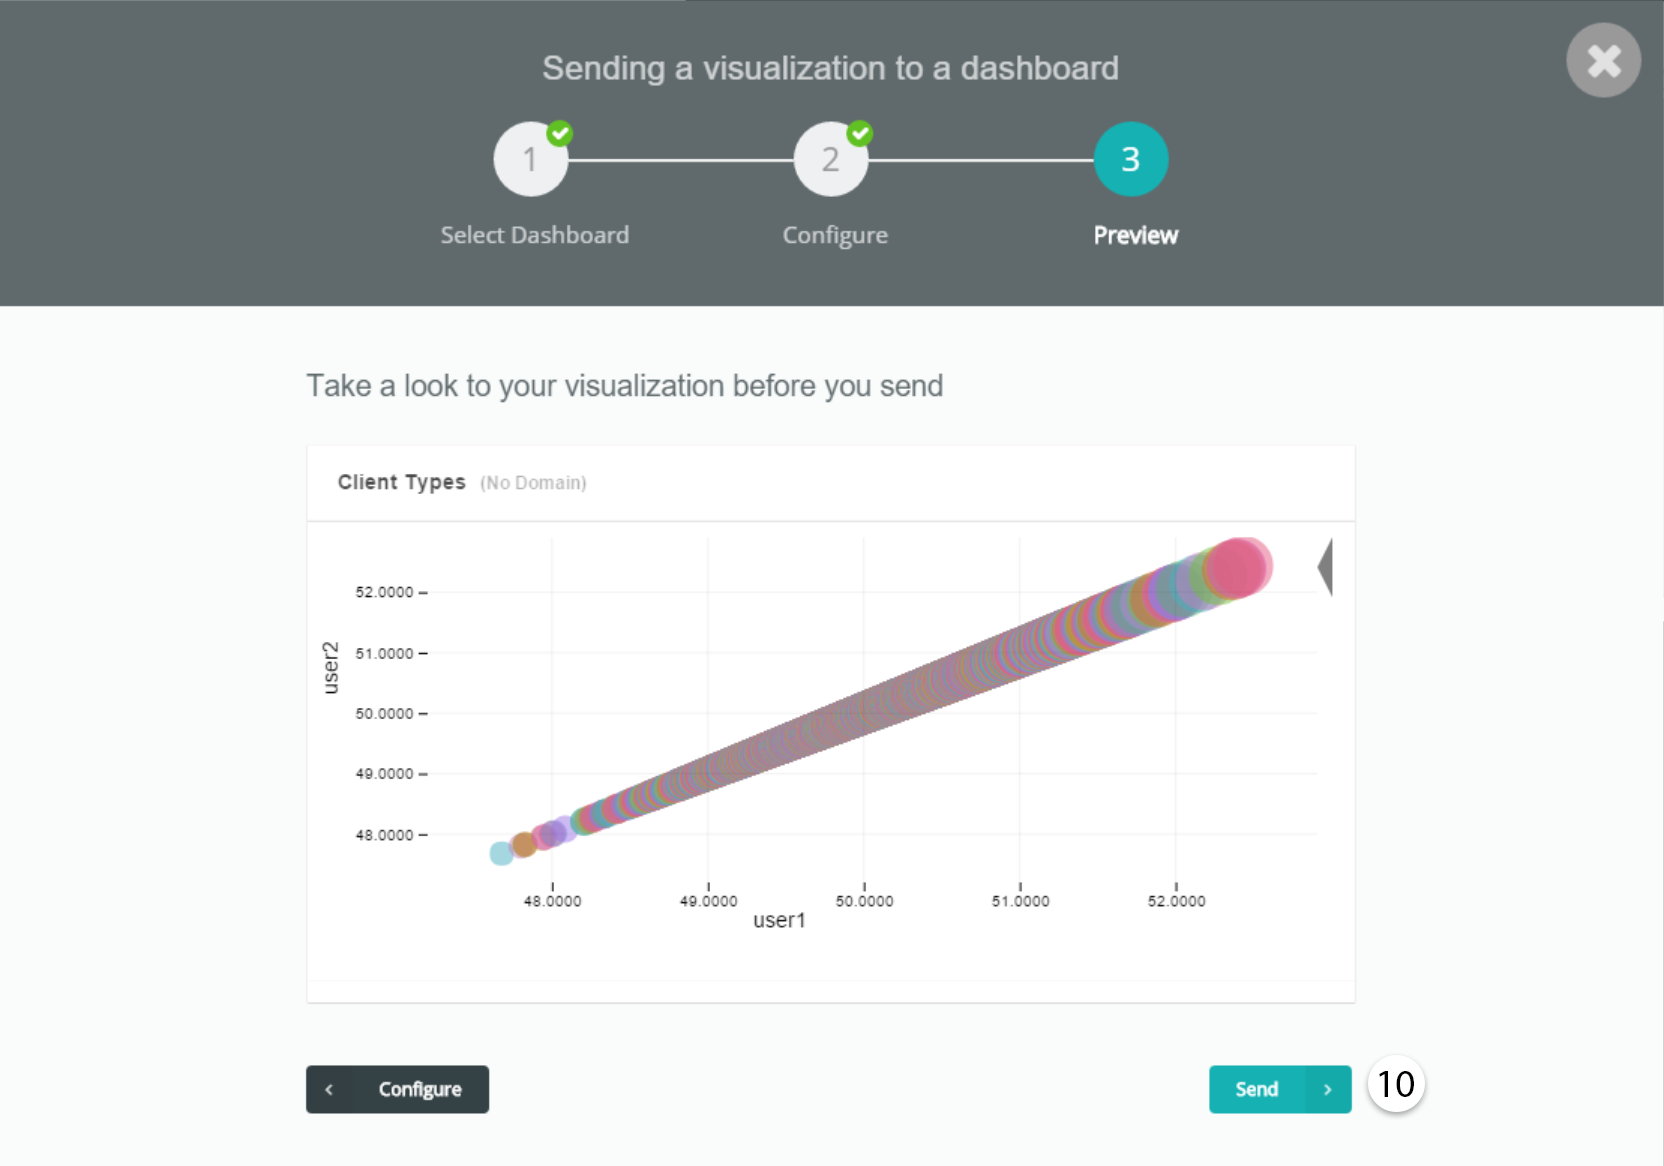 Sending a visualization to a dashboard
1 2 3
Select Dashboard Configure Preview
Take a look to your visualization before you send
Client Types (No Domain)
52.0000
51.0000
50.0000
49.0000
48.0000
user2
48.0000 49.0000 50.0000 51.0000 52.0000
user1
Configure
Send
10